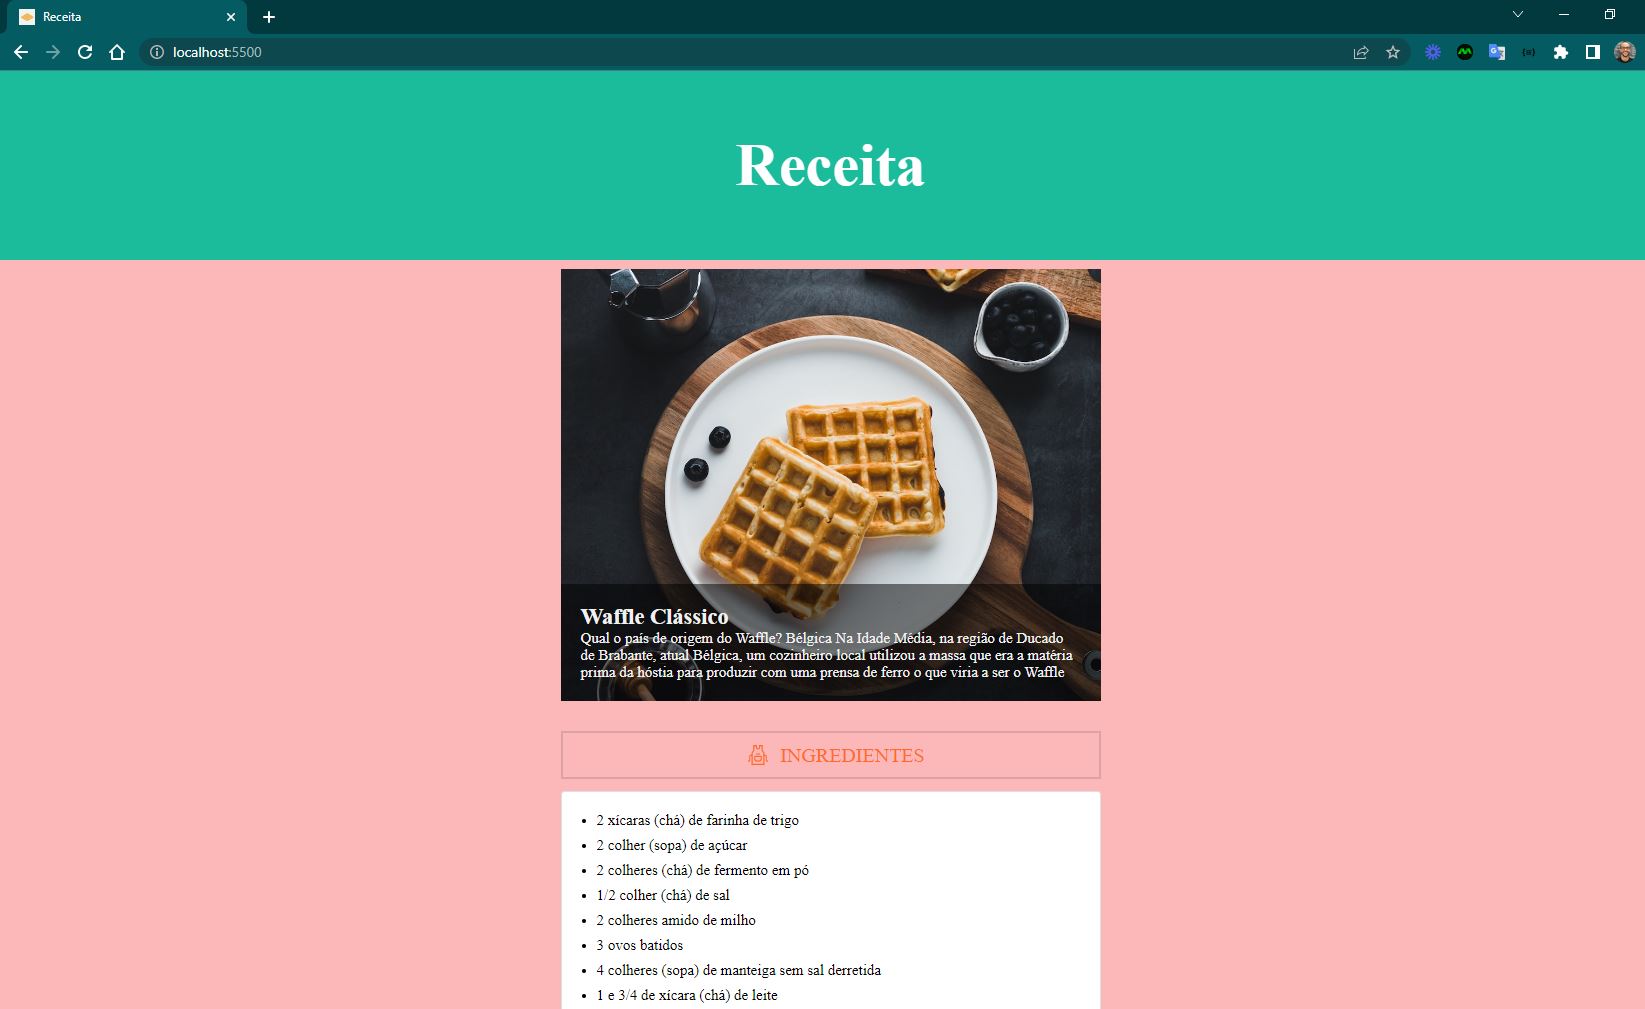 Receita
localhost:5500
Receita
Waffle Clássico
Qual o país de origem do Waffle? Bélgica Na Idade Média, na região de Ducado
de Brabante, atual Bélgica, um cozinheiro local utilizou a massa que era a matéria
prima da hóstia para produzir com uma prensa de ferro o que viria a ser o Waffle
INGREDIENTES
• 2 xícaras (chá) de farinha de trigo
• 2 colher (sopa) de açúcar
• 2 colheres (chá) de fermento em pó
• 1/2 colher (chá) de sal
• 2 colheres amido de milho
• 3 ovos batidos
• 4 colheres (sopa) de manteiga sem sal derretida
• 1 e 3/4 de xícara (chá) de leite